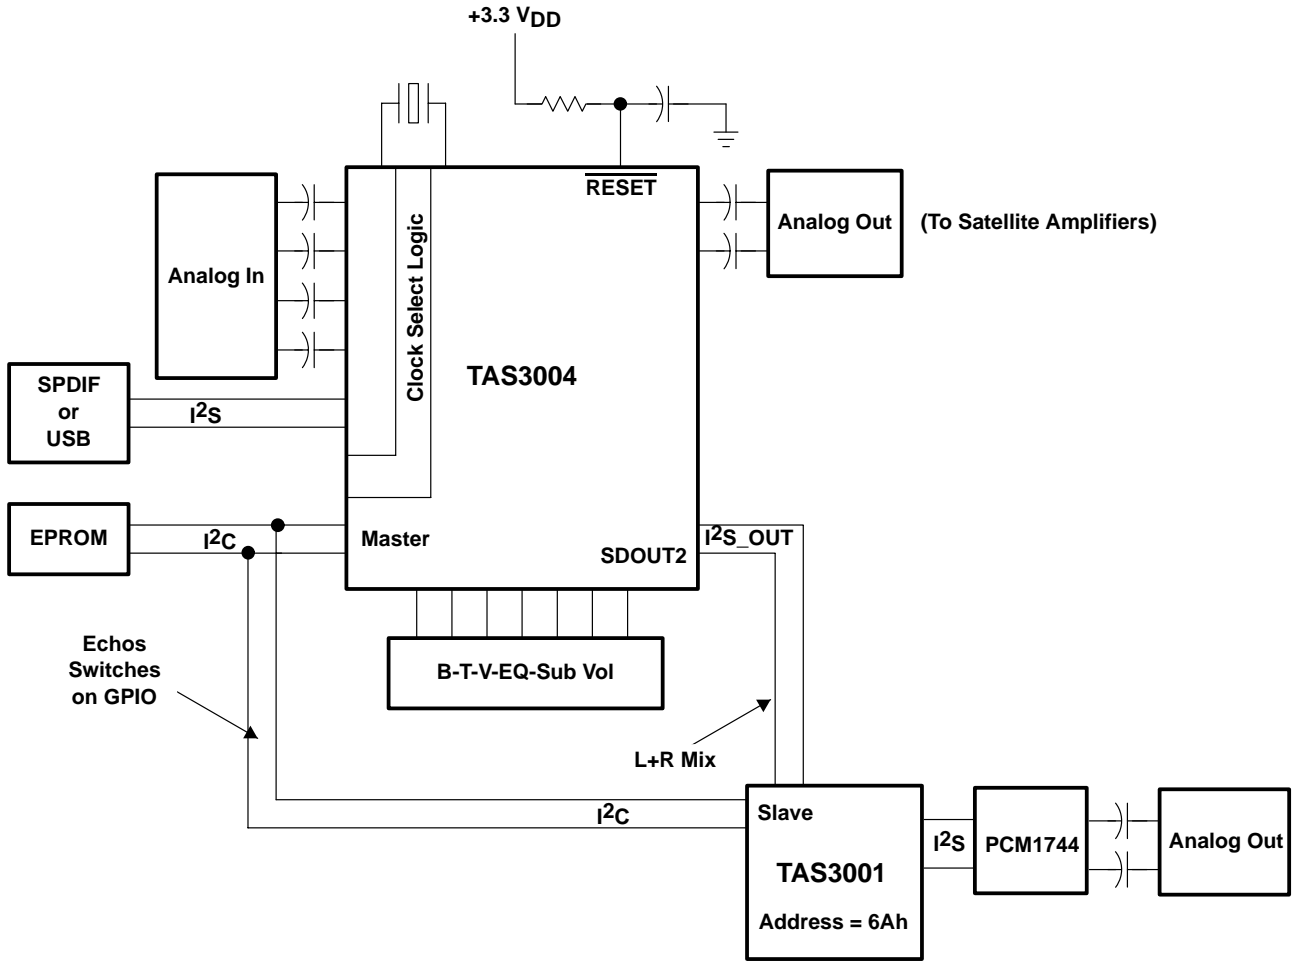 +3.3 VDD
RESET
Analog In
Clock Select Logic
Analog Out
(To Satellite Amplifiers)
TAS3004
SPDIF
or
USB
I2S
EPROM
I2C
Master
I2S_OUT
SDOUT2
Echos
Switches
on GPIO
B-T-V-EQ-Sub Vol
L+R Mix
I2C
Slave
TAS3001
Address = 6Ah
I2S
PCM1744
Analog Out